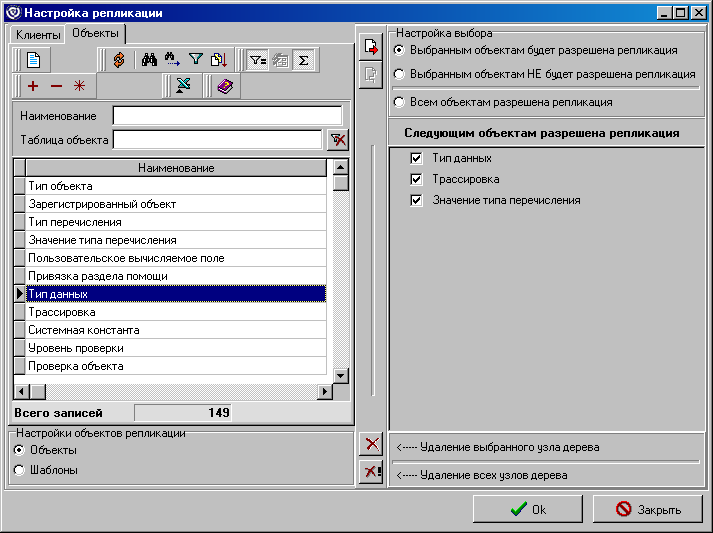 Настройка репликации
Клиенты
Объекты
Наименование
Таблица объекта
Наименование
Тип объекта
Зарегистрированный объект
Тип перечисления
Значение типа перечисления
Пользовательское вычисляемое поле
Привязка раздела помощи
Тип данных
Трассировка
Системная константа
Уровень проверки
Проверка объекта
Всего записей 149
Настройки объектов репликации
Объекты
Шаблоны
Настройка выбора
Выбранным объектам будет разрешена репликация
Выбранным объектам НЕ будет разрешена репликация
Всем объектам разрешена репликация
Следующим объектам разрешена репликация
Тип данных
Трассировка
Значение типа перечисления
<----- Удаление выбранного узла дерева
<----- Удаление всех узлов дерева
Ok
Закрыть